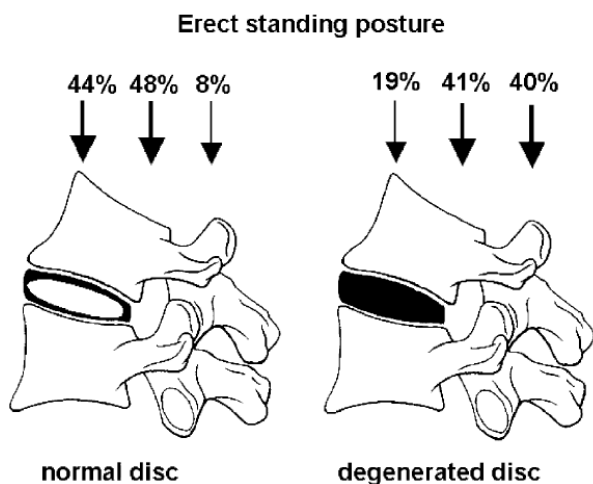 Erect standing posture
44% 48% 8% 19% 41% 40%
normal disc degenerated disc